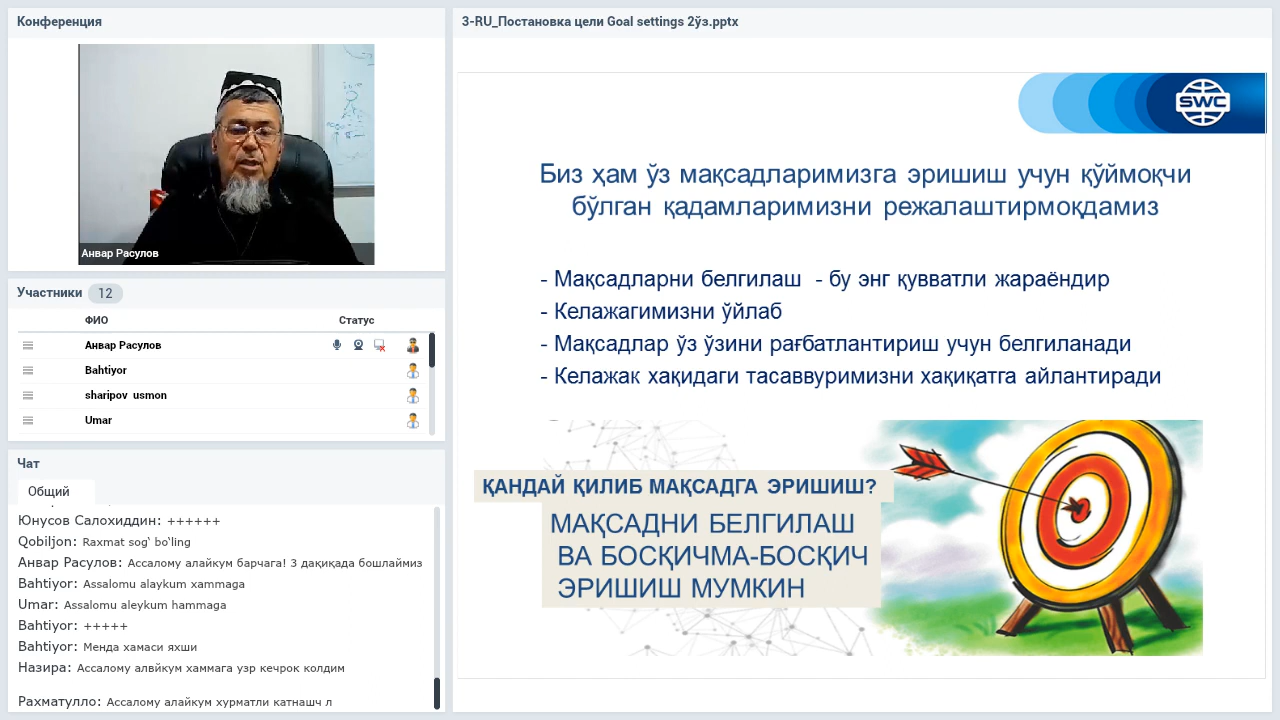 Конференция
Анвар Расулов
Участники 12
ФИО Статус
Анвар Расулов
Bahtiyor
sharipov usmon
Umar
Чат
Общий
Юнусов Салохиддин: ++++++
Qobiljon: Raxmat sog‘ bo‘ling
Анвар Расулов: Ассалому алайкум барчага! 3 дақиқада бошлаймиз
Bahtiyor: Assalomu alaykum xammaga
Umar: Assalomu aleykum hammaga
Bahtiyor: +++++
Bahtiyor: Менда хамаси яхши
Назира: Ассалому алвйкум хаммага узр кечрок колдим
Рахматулло: Ассалому алайкум хурматли катнашч л
3-RU_Постановка цели Goal settings 2ўз.pptx
SWC
Биз ҳам ўз мақсадларимизга эришиш учун қўймоқчи
бўлган қадамларимизни режалаштирмоқдамиз
- Мақсадларни белгилаш - бу энг қувватли жараёндир
- Келажагимизни ўйлаб
- Мақсадлар ўз ўзини рағбатлантириш учун белгиланади
- Келажак хақидаги тасаввуримизни хақиқатга айлантиради
ҚАНДАЙ ҚИЛИБ МАҚСАДГА ЭРИШИШ?
МАҚСАДНИ БЕЛГИЛАШ
ВА БОСҚИЧМА-БОСҚИЧ
ЭРИШИШ МУМКИН